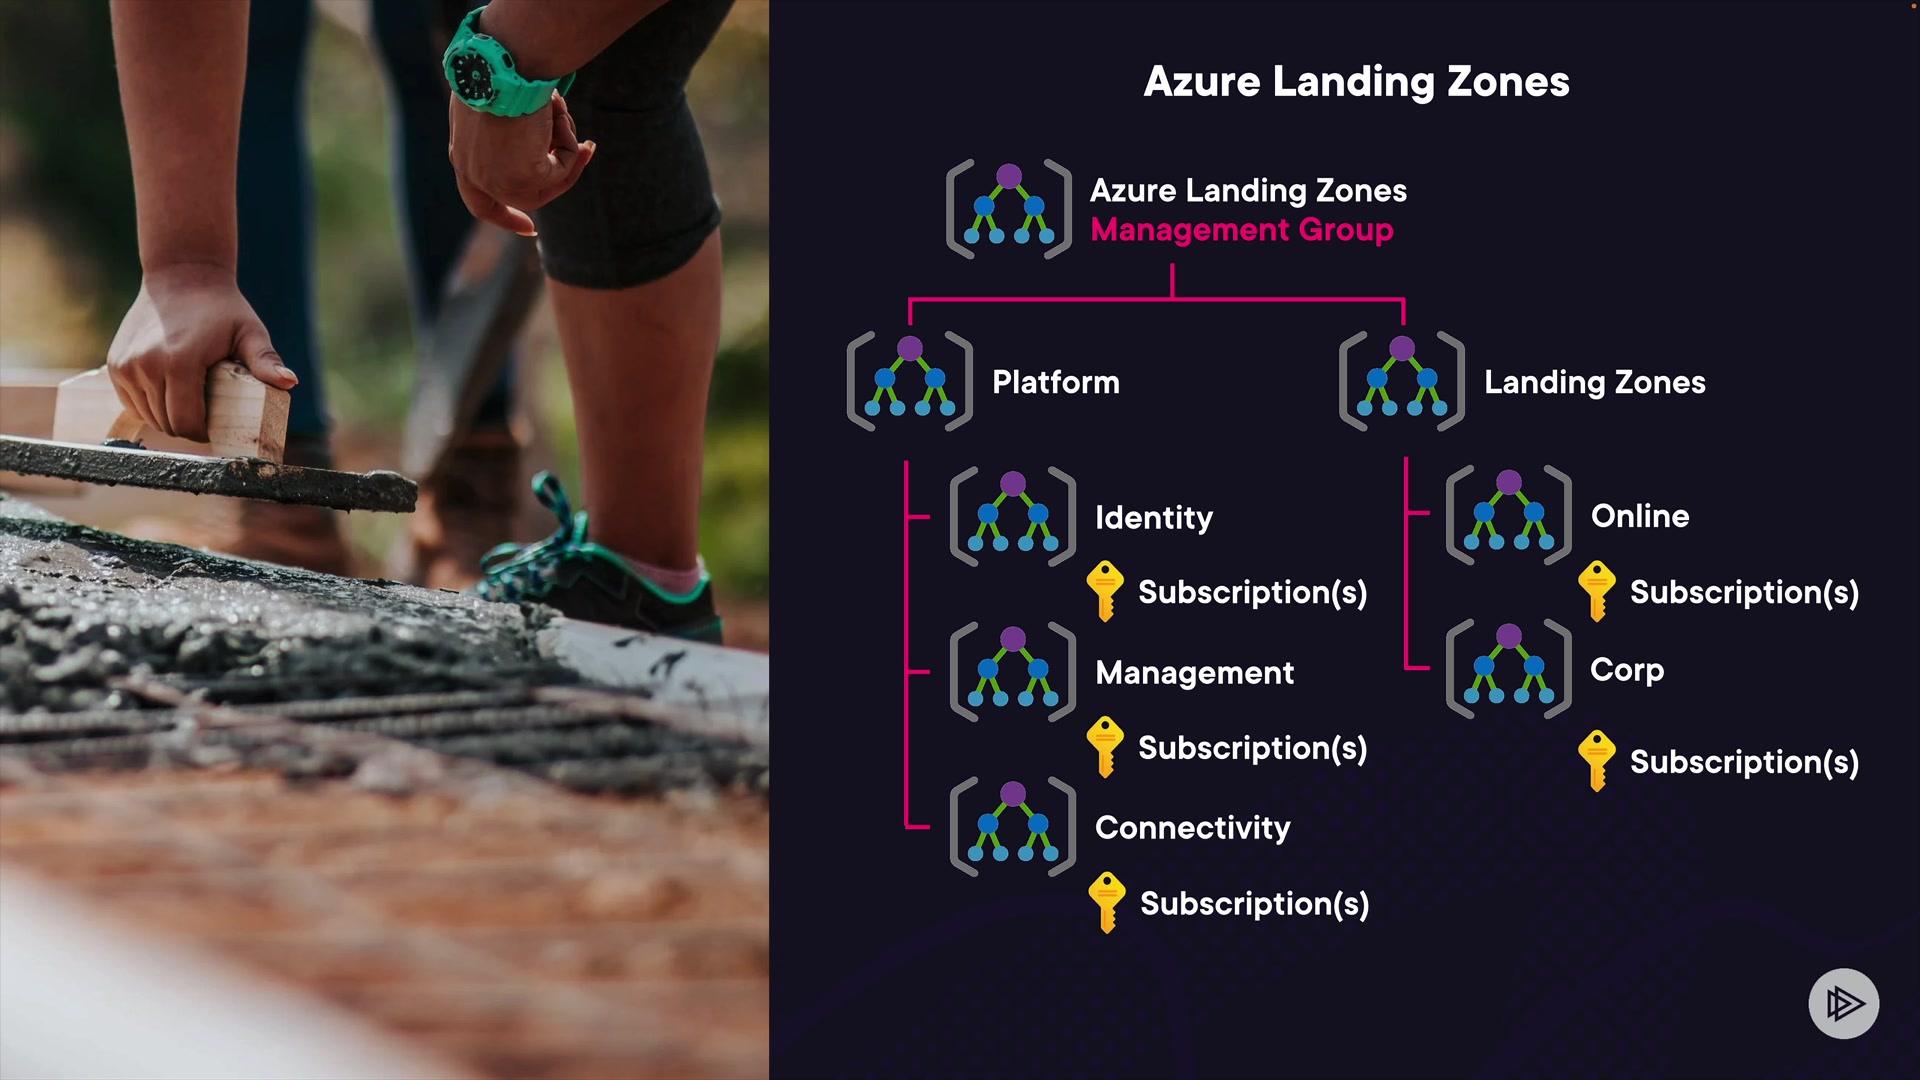 Azure Landing Zones
Azure Landing Zones
Management Group
Platform
Identity
Subscription(s)
Management
Subscription(s)
Connectivity
Subscription(s)
Landing Zones
Online
Subscription(s)
Corp
Subscription(s)